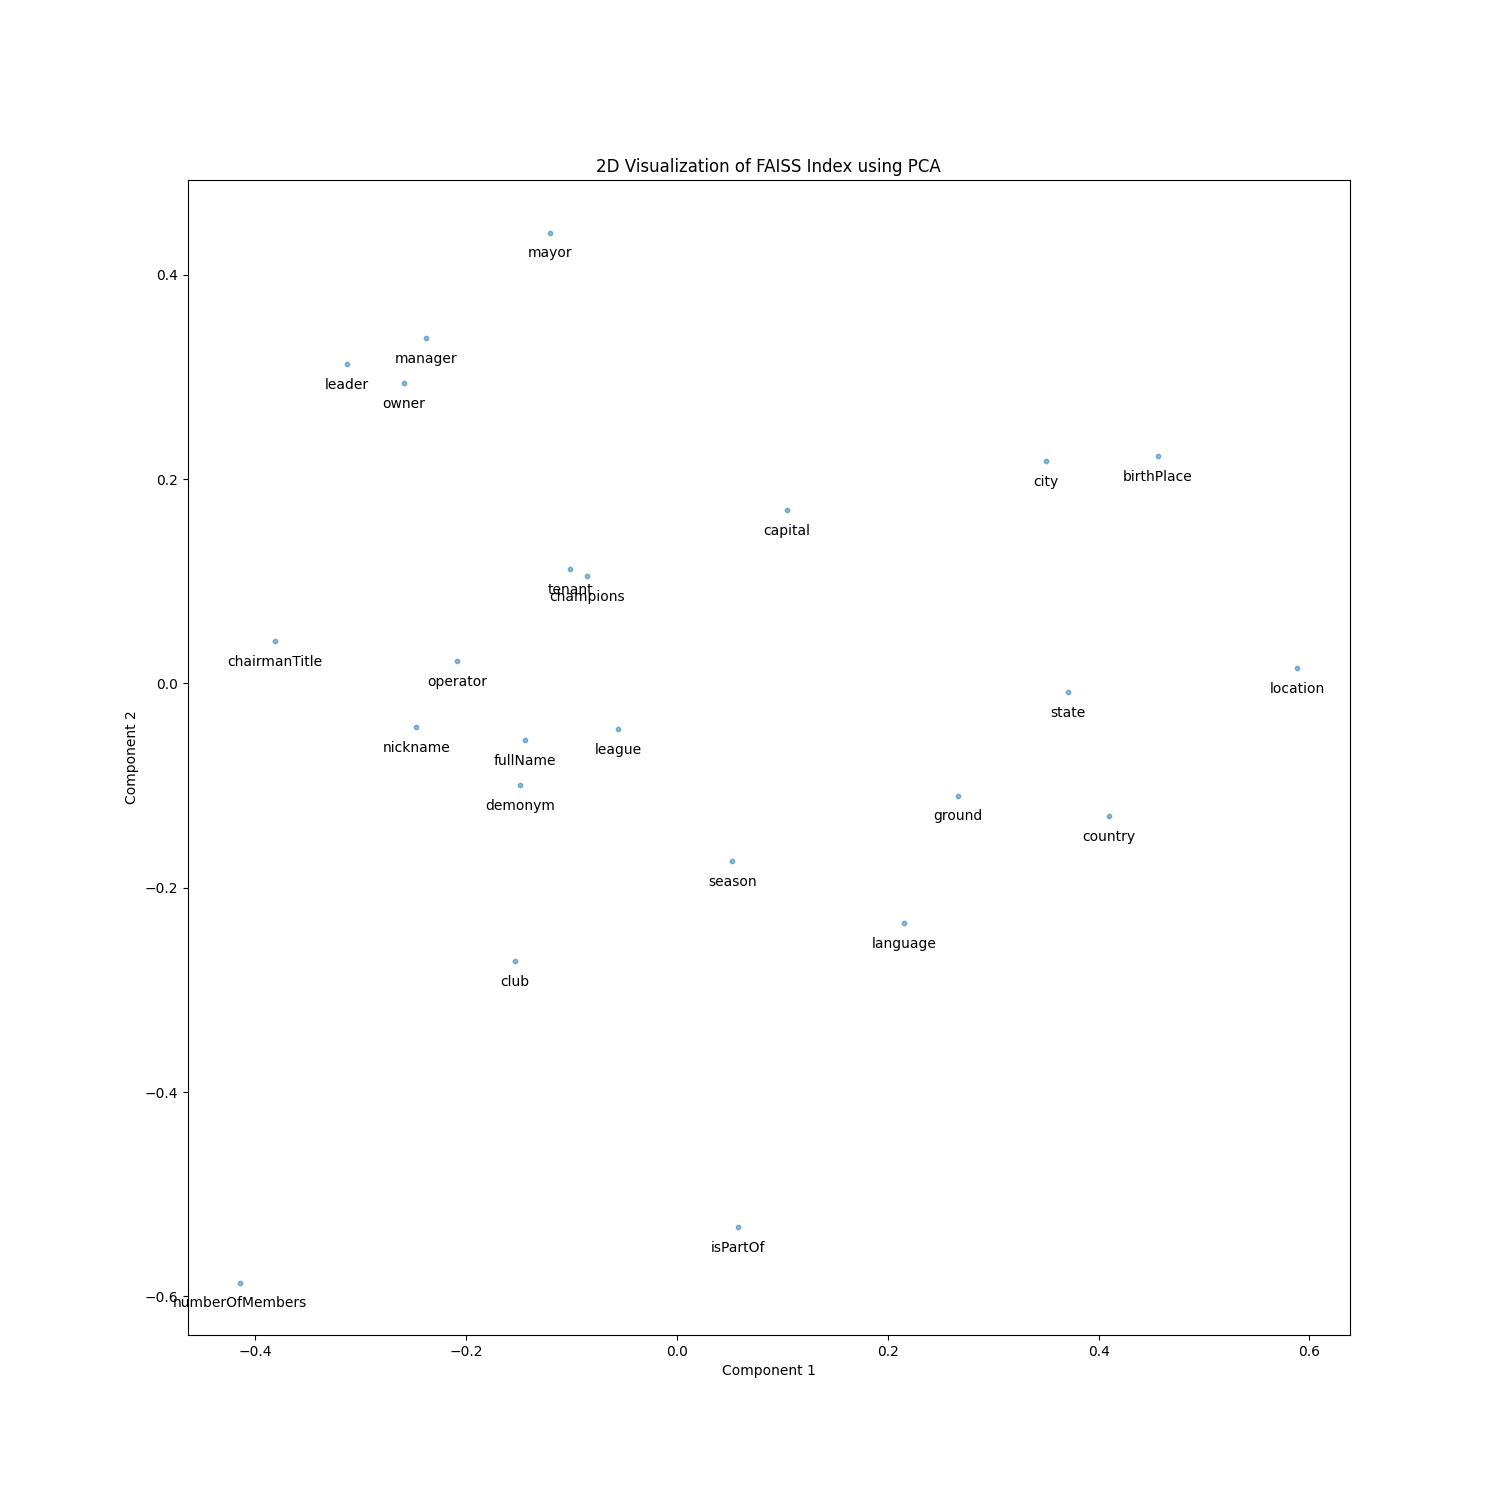 2D Visualization of FAISS Index using PCA
mayor
manager
leader
owner
city
birthPlace
capital
tenant
champions
chairmanTitle
operator
location
state
nickname
fullName
league
demonym
ground
country
season
language
club
isPartOf
numberOfMembers
0.4
0.2
0.0
−0.2
−0.4
−0.6
Component 2
−0.4
−0.2
0.0
0.2
0.4
0.6
Component 1